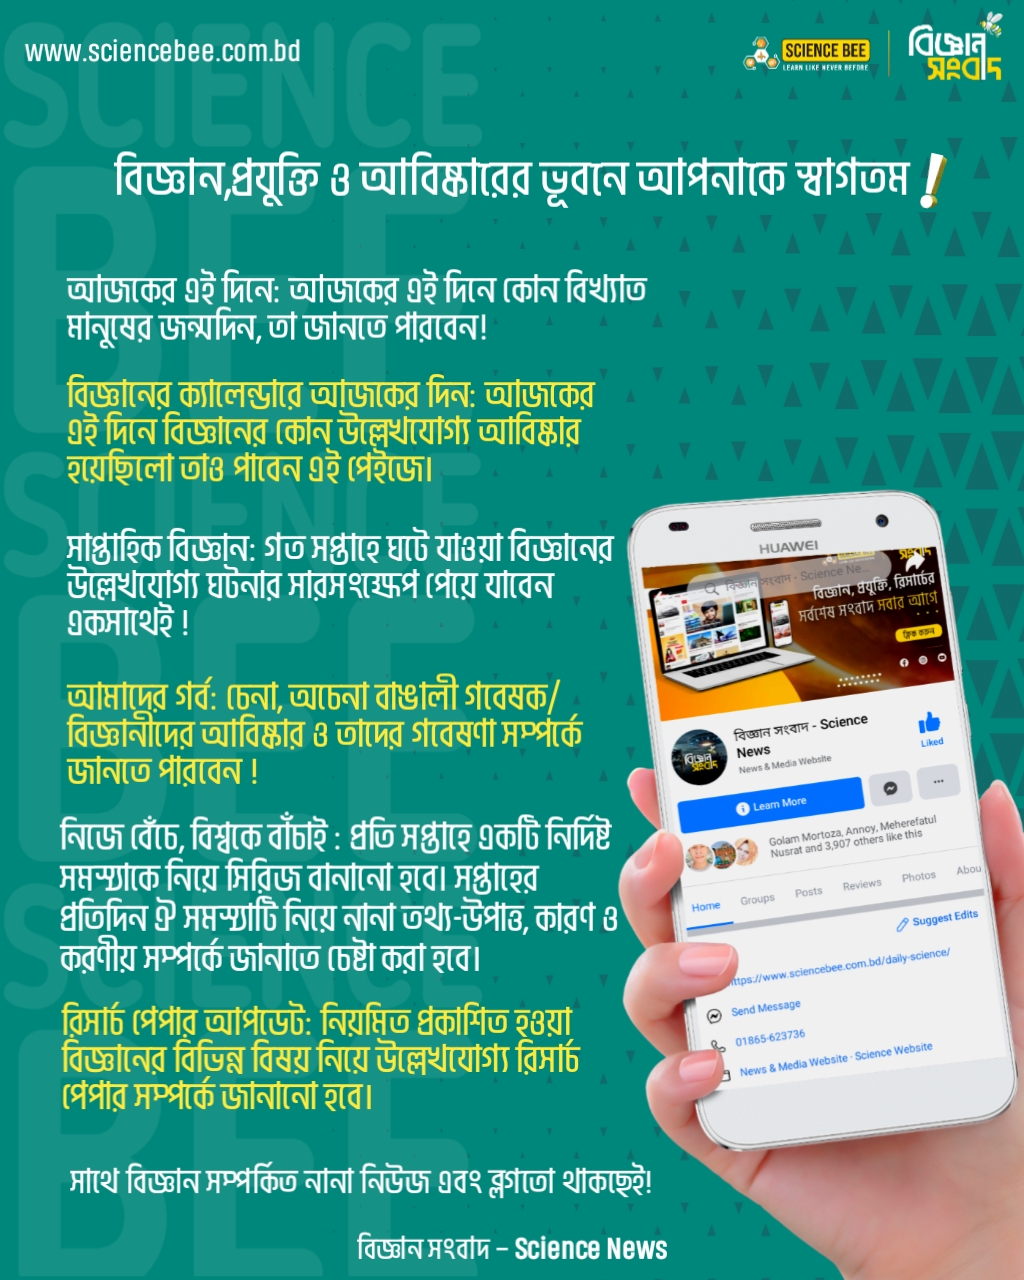 www.sciencebee.com.bd
SCIENCE BEE
LEARN LIKE NEVER BEFORE
বিজ্ঞান
সংবাদ
বিজ্ঞান,প্রযুক্তি ও আবিষ্কারের ভূবনে আপনাকে স্বাগতম !
আজকের এই দিনে: আজকের এই দিনে কোন বিখ্যাত
মানুষের জন্মদিন, তা জানতে পারবেন!
বিজ্ঞানের ক্যালেন্ডারে আজকের দিন: আজকের
এই দিনে বিজ্ঞানের কোন উল্লেখযোগ্য আবিষ্কার
হয়েছিলো তাও পাবেন এই পেইজে।
সাপ্তাহিক বিজ্ঞান: গত সপ্তাহে ঘটে যাওয়া বিজ্ঞানের
উল্লেখযোগ্য ঘটনার সারসংক্ষেপ পেয়ে যাবেন
একসাথেই !
আমাদের গর্ব: চেনা, অচেনা বাঙালী গবেষক/
বিজ্ঞানীদের আবিষ্কার ও তাদের গবেষণা সম্পর্কে
জানতে পারবেন !
নিজে বেঁচে, বিশ্বকে বাঁচাই : প্রতি সপ্তাহে একটি নির্দিষ্ট
সমস্যাকে নিয়ে সিরিজ বানানো হবে। সপ্তাহের
প্রতিদিন ঐ সমস্যাটি নিয়ে নানা তথ্য-উপাত্ত, কারণ ও
করণীয় সম্পর্কে জানাতে চেষ্টা করা হবে।
রিসার্চ পেপার আপডেট: নিয়মিত প্রকাশিত হওয়া
বিজ্ঞানের বিভিন্ন বিষয় নিয়ে উল্লেখযোগ্য রিসার্চ
পেপার সম্পর্কে জানানো হবে।
সাথে বিজ্ঞান সম্পর্কিত নানা নিউজ এবং ব্লগতো থাকছেই!
বিজ্ঞান সংবাদ – Science News
HUAWEI
বিজ্ঞান সংবাদ - Science Ne...
বিজ্ঞান, প্রযুক্তি, রিসার্চের
সর্বশেষ সংবাদ সবার আগে
ক্লিক করুন
বিজ্ঞান সংবাদ - Science
News
News & Media Website
Liked
Learn More
Golam Mortoza, Annoy, Meherefatul
Nusrat and 3,907 others like this
Home Groups Posts Reviews Photos Abou
Suggest Edits
https://www.sciencebee.com.bd/daily-science/
Send Message
01865-623736
News & Media Website · Science Website
SCIENCE
BEE
SCIENCE
BEE
SCIENCE
BEE